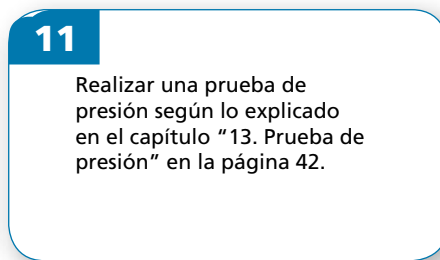 11
Realizar una prueba de
presión según lo explicado
en el capítulo “13. Prueba de
presión” en la página 42.